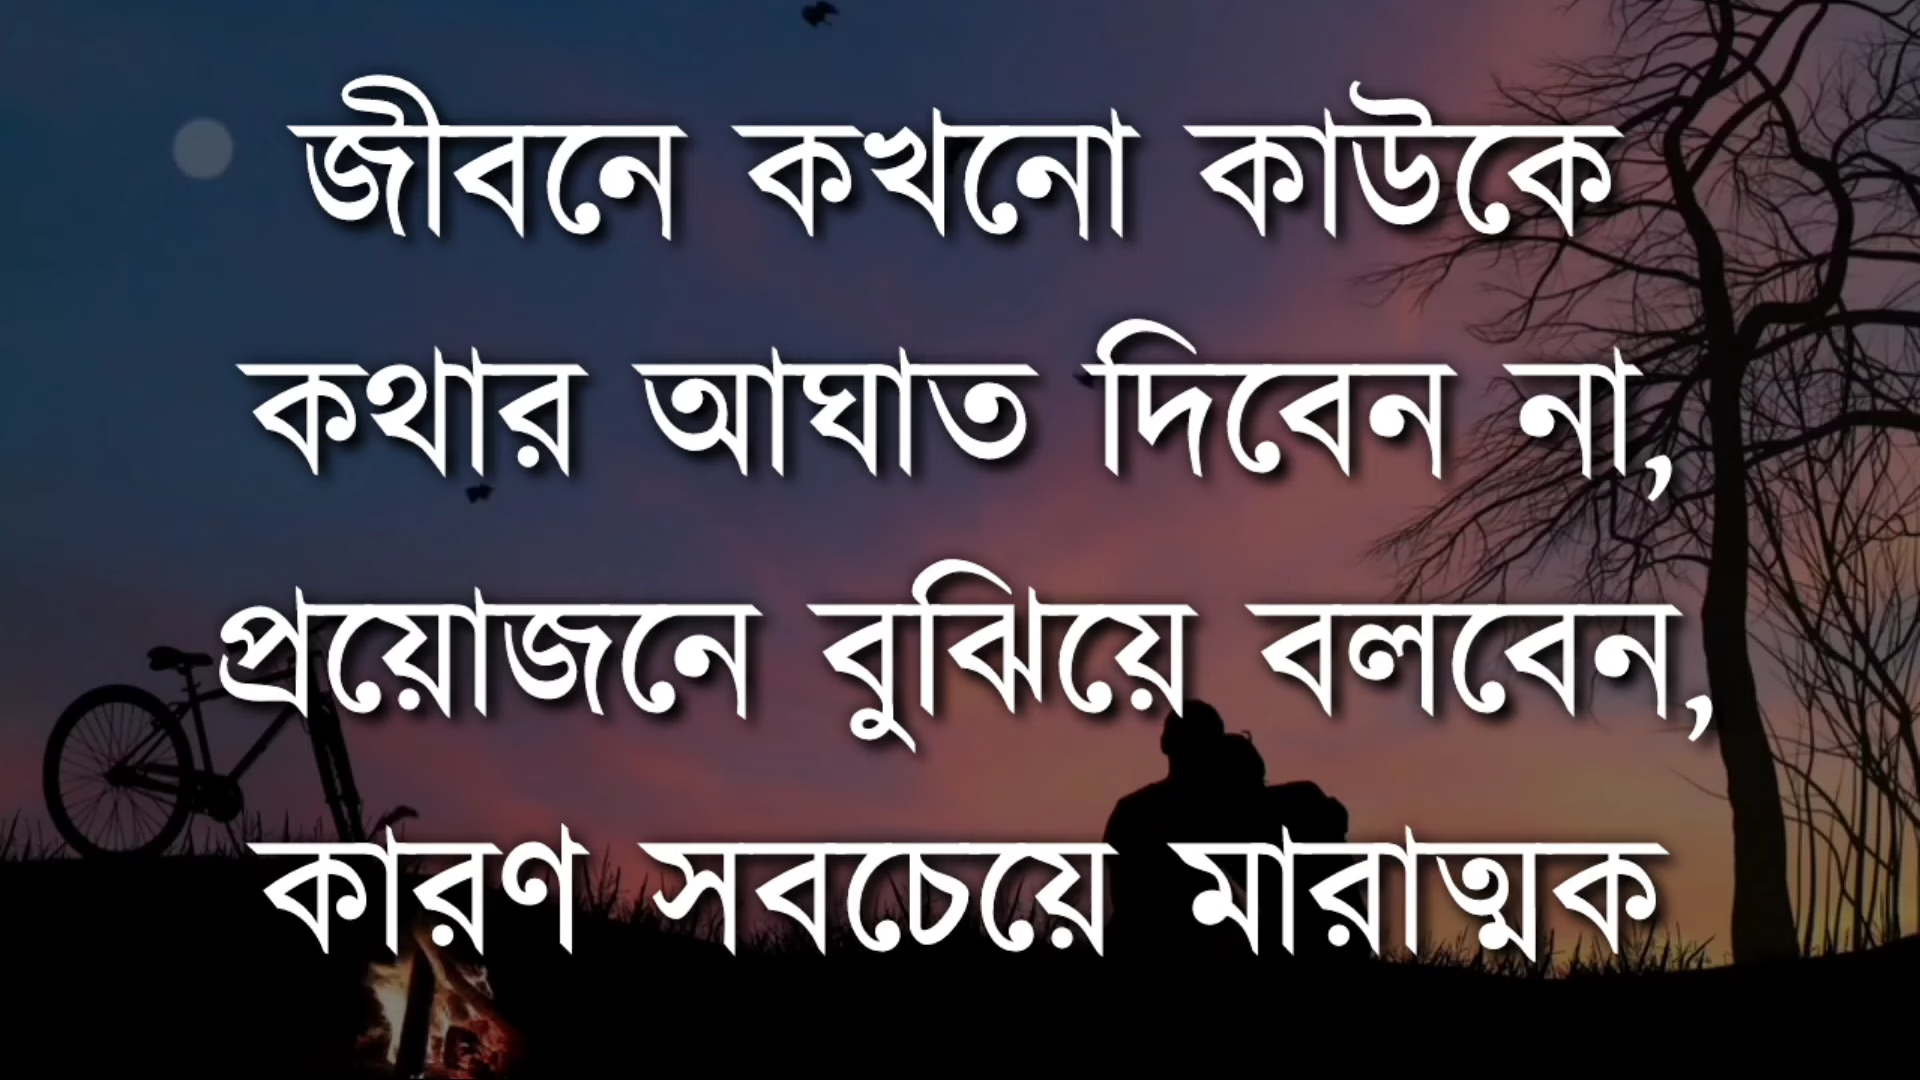 জীবনে কখনো কাউকে
কথার আঘাত দিবেন না,
প্রয়োজনে বুঝিয়ে বলবেন,
কারণ সবচেয়ে মারাত্মক